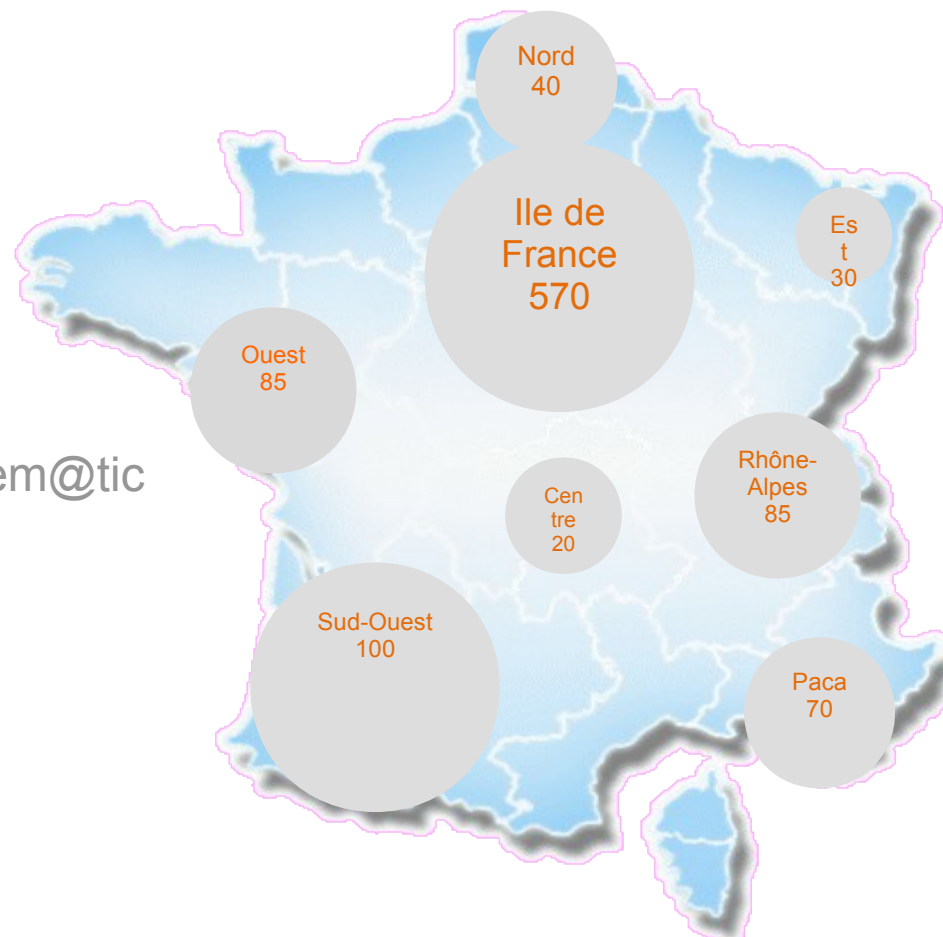 Nord
40
Ile de
France
570
Es
t
30
Ouest
85
em@tic
Rhône-
Alpes
85
Cen
tre
20
Sud-Ouest
100
Paca
70